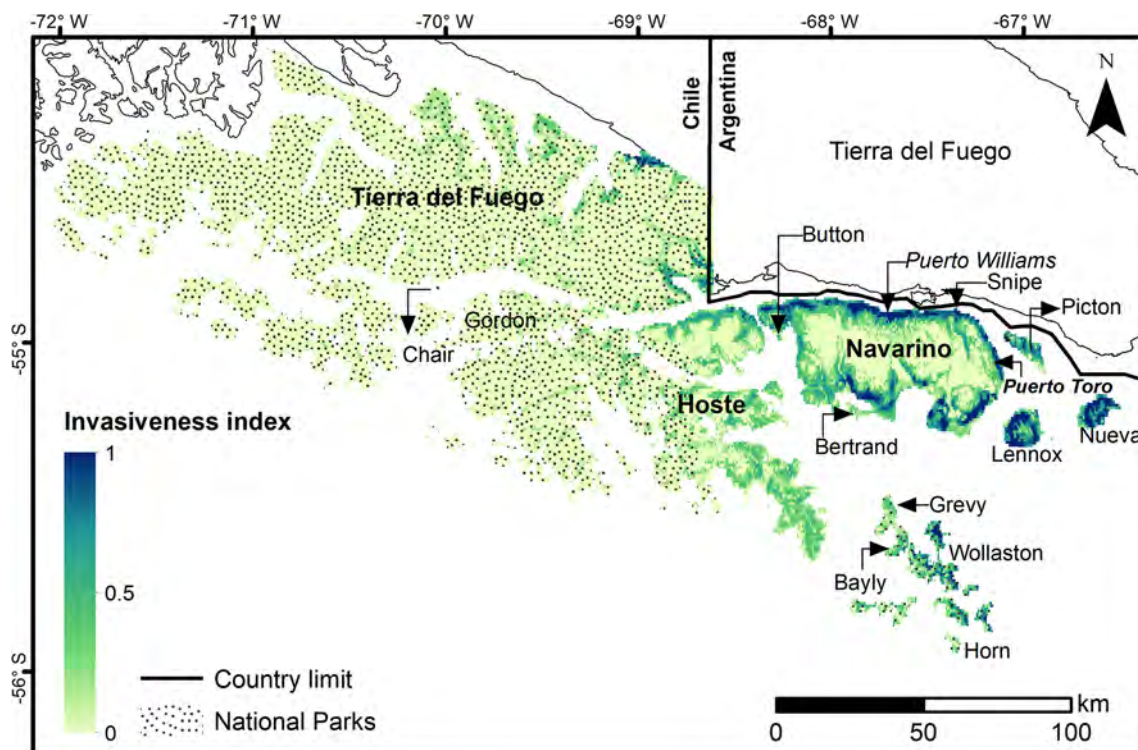 -72° W -71° W -70° W -69° W -68° W -67° W
N
Chile
Argentina
Tierra del Fuego
Tierra del Fuego
Button
Puerto Williams
Snipe
Picton
-55° S
Gordon
Chair
Navarino
Puerto Toro
Hoste
Bertrand
Lennox
Nueva
Invasiveness index
1
0.5
0
Grevy
Wollaston
Bayly
Horn
-56° S
Country limit
National Parks
km
0 50 100